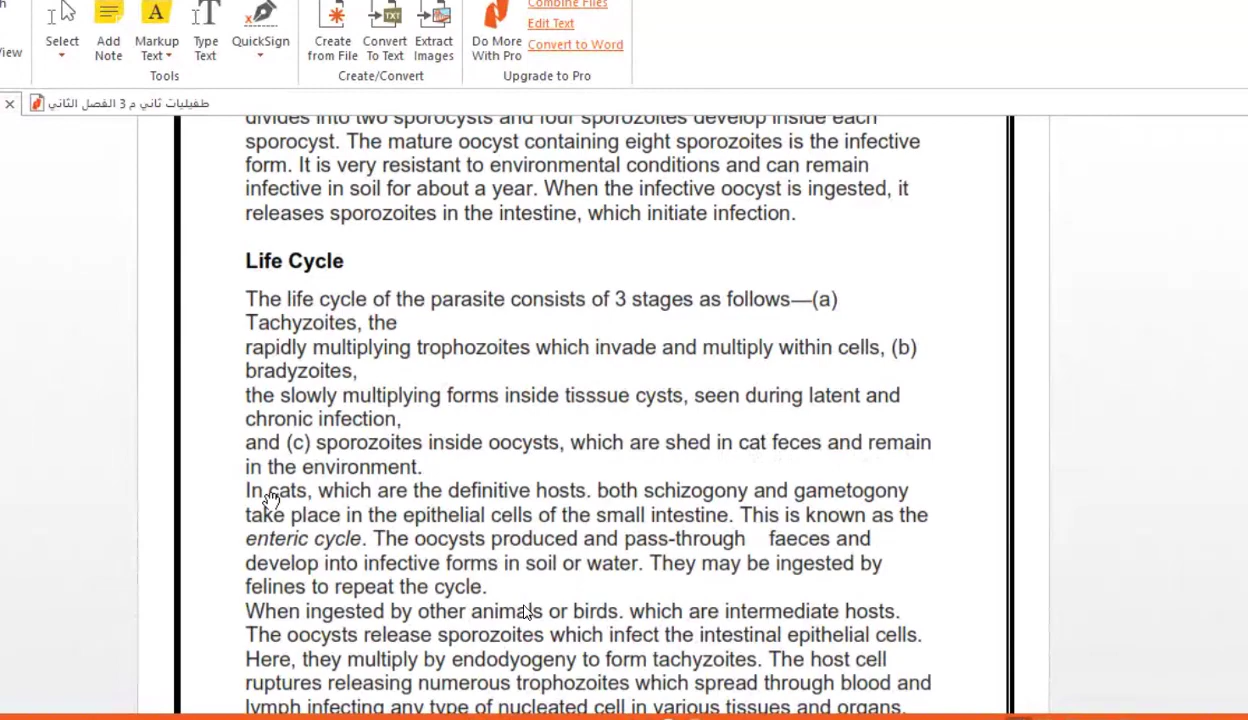 View
Select
Add
Note
Markup
Text
Type
Text
QuickSign
Tools
Create
from File
Convert
To Text
Extract
Images
Create/Convert
Do More
With Pro
Combine Files
Edit Text
Convert to Word
Upgrade to Pro
طفيليات ثاني م 3 الفصل الثاني
divides into two sporocysts and four sporozoites develop inside each
sporocyst. The mature oocyst containing eight sporozoites is the infective
form. It is very resistant to environmental conditions and can remain
infective in soil for about a year. When the infective oocyst is ingested, it
releases sporozoites in the intestine, which initiate infection.
Life Cycle
The life cycle of the parasite consists of 3 stages as follows—(a)
Tachyzoites, the
rapidly multiplying trophozoites which invade and multiply within cells, (b)
bradyzoites,
the slowly multiplying forms inside tisssue cysts, seen during latent and
chronic infection,
and (c) sporozoites inside oocysts, which are shed in cat feces and remain
in the environment.
In cats, which are the definitive hosts. both schizogony and gametogony
take place in the epithelial cells of the small intestine. This is known as the
enteric cycle. The oocysts produced and pass-through faeces and
develop into infective forms in soil or water. They may be ingested by
felines to repeat the cycle.
When ingested by other animals or birds. which are intermediate hosts.
The oocysts release sporozoites which infect the intestinal epithelial cells.
Here, they multiply by endodyogeny to form tachyzoites. The host cell
ruptures releasing numerous trophozoites which spread through blood and
lymph infecting any type of nucleated cell in various tissues and organs.